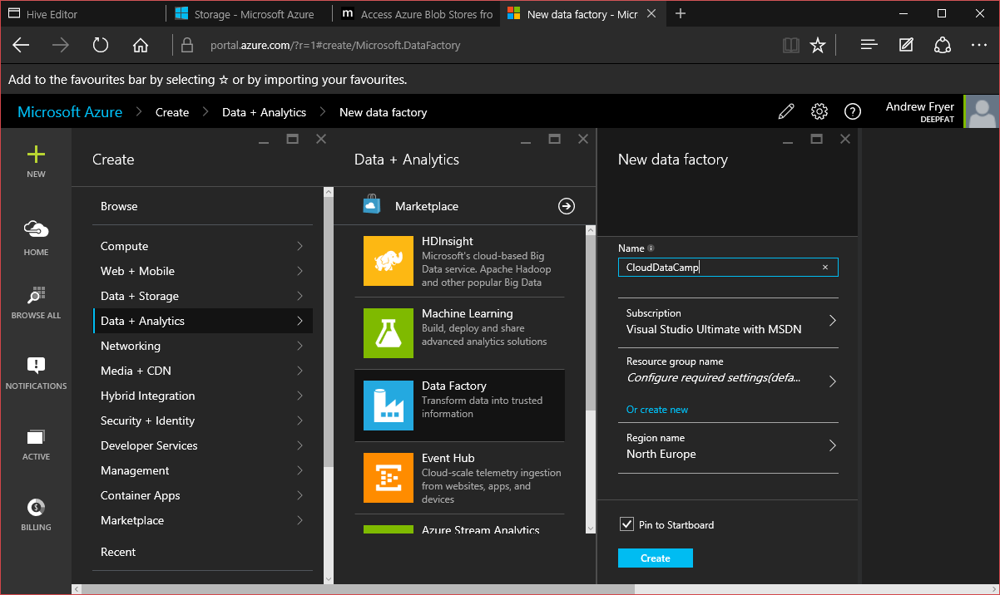 Hive Editor
Storage - Microsoft Azure
Access Azure Blob Stores fro
New data factory - Micr
portal.azure.com/?r=1#create/Microsoft.DataFactory
Add to the favourites bar by selecting ☆ or by importing your favourites.
Microsoft Azure
Create
Data + Analytics
New data factory
Andrew Fryer
DEEPFAT
NEW
HOME
BROWSE ALL
NOTIFICATIONS
ACTIVE
BILLING
Create
Browse
Compute
Web + Mobile
Data + Storage
Data + Analytics
Networking
Media + CDN
Hybrid Integration
Security + Identity
Developer Services
Management
Container Apps
Marketplace
Recent
Data + Analytics
Marketplace
HDInsight
Microsoft's cloud-based Big
Data service. Apache Hadoop
and other popular Big Data
Machine Learning
Build, deploy and share
advanced analytics solutions
Data Factory
Transform data into trusted
information
Event Hub
Cloud-scale telemetry ingestion
from websites, apps, and
devices
Azure Stream Analytics
New data factory
Name
CloudDataCamp
Subscription
Visual Studio Ultimate with MSDN
Resource group name
Configure required settings(defa...
Or create new
Region name
North Europe
Pin to Startboard
Create